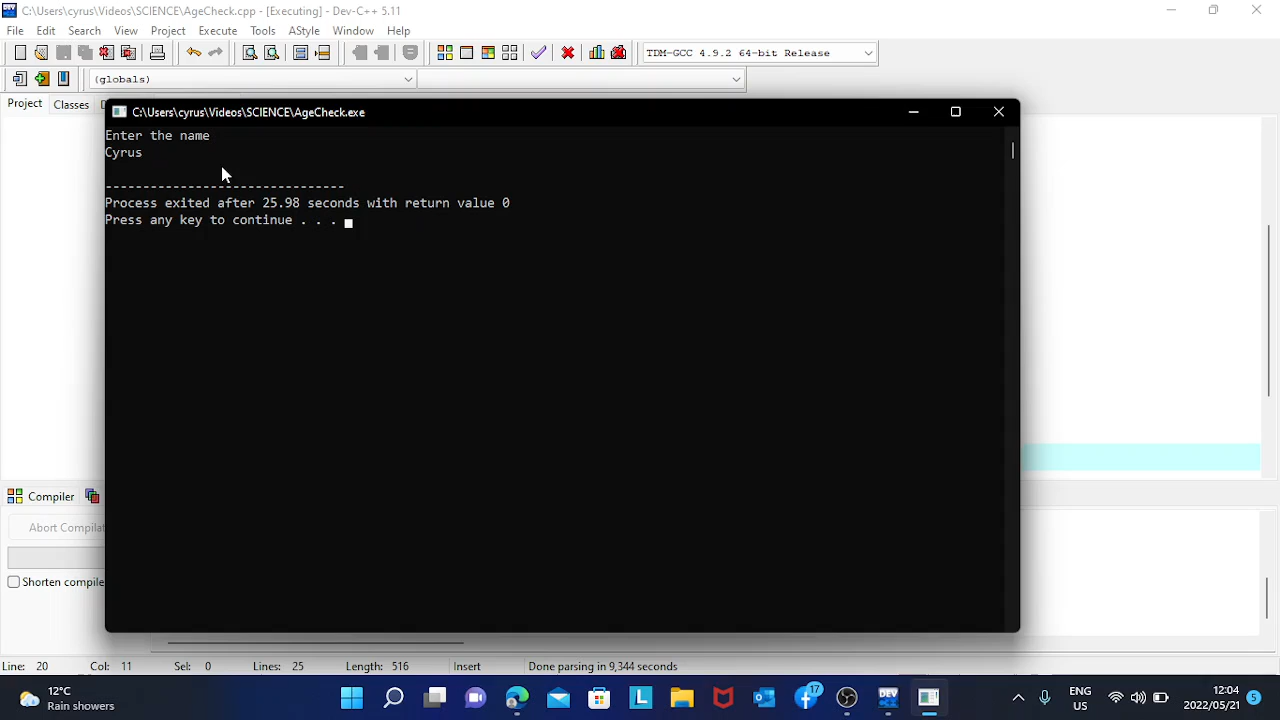 C:\Users\cyrus\Videos\SCIENCE\AgeCheck.cpp - [Executing] - Dev-C++ 5.11
File Edit Search View Project Execute Tools AStyle Window Help
TDM-GCC 4.9.2 64-bit Release
(globals)
Project Classes D
C:\Users\cyrus\Videos\SCIENCE\AgeCheck.exe
Enter the name
Cyrus
--------------------------------
Process exited after 25.98 seconds with return value 0
Press any key to continue . . .
Compiler
Abort Compilat
Shorten compile
Line: 20 Col: 11 Sel: 0 Lines: 25 Length: 516 Insert Done parsing in 9,344 seconds
12°C
Rain showers
L
17
DEV
ENG
US
12:04
2022/05/21
5